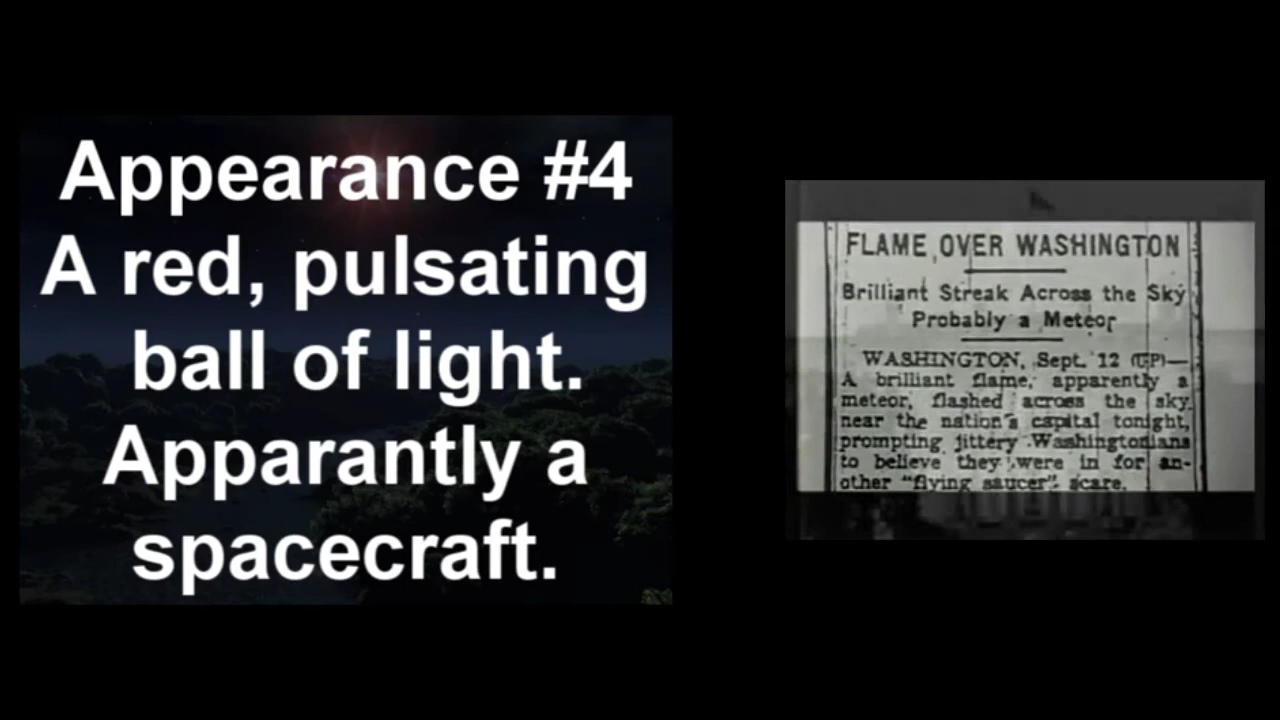 Appearance #4
A red, pulsating
ball of light.
Apparantly a
spacecraft.
FLAME OVER WASHINGTON
Brilliant Streak Across the Sky
Probably a Meteor
WASHINGTON, Sept. 12 (UP)—
A brilliant flame, apparently a
meteor, flashed across the sky
near the nation's capital tonight,
prompting jittery Washingtonians
to believe they were in for an-
other "flying saucer" scare.